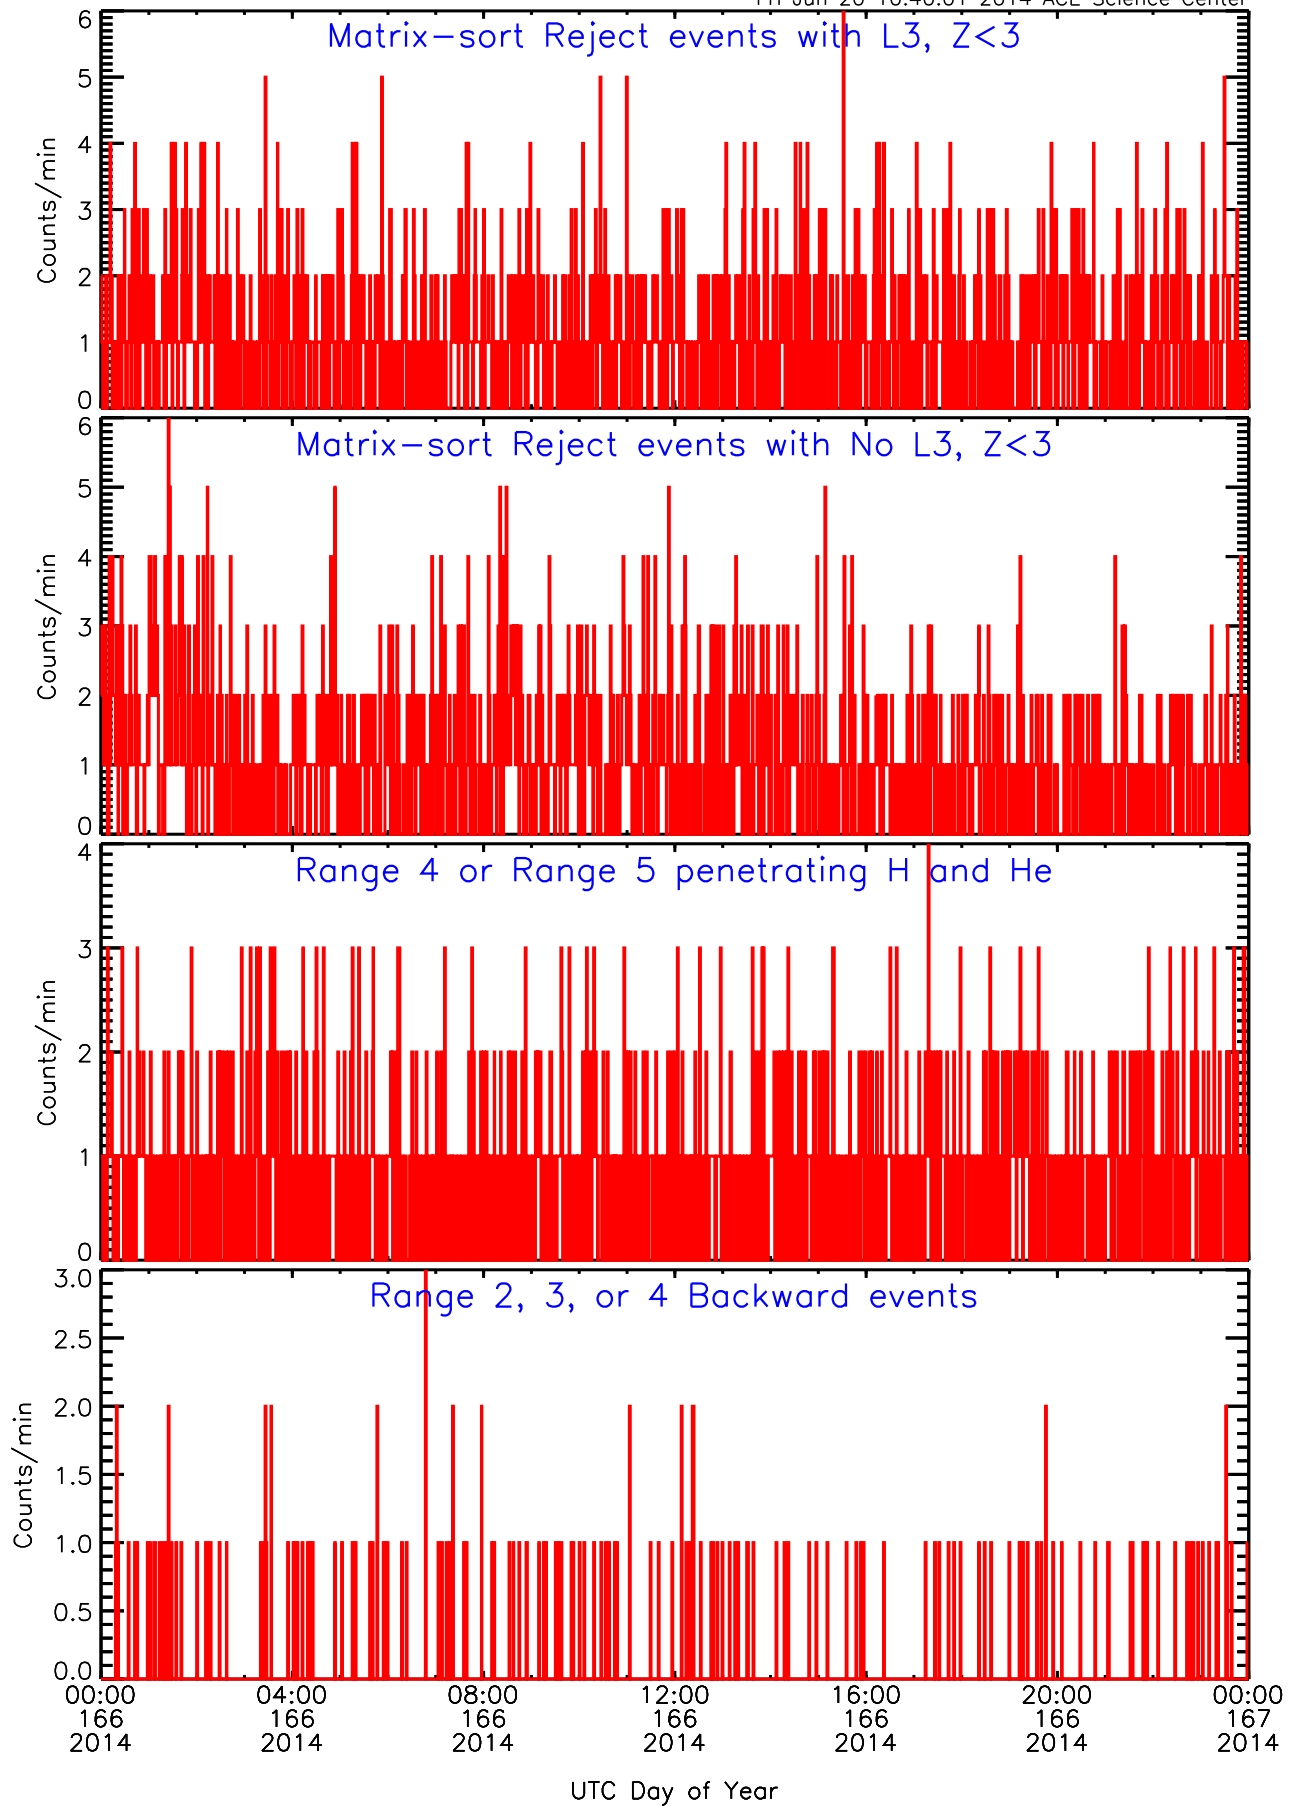 2014 ACE Science Center
Matrix-sort Reject events with L3, Z<3
6
5
4
3
2
1
0
Counts/min
Matrix-sort Reject events with No L3, Z<3
6
5
4
3
2
1
0
Counts/min
Range 4 or Range 5 penetrating H and He
4
3
2
1
0
Counts/min
Range 2, 3, or 4 Backward events
3.0
2.5
2.0
1.5
1.0
0.5
0.0
Counts/min
00:00 04:00 08:00 12:00 16:00 20:00 00:00
166 166 166 166 166 166 167
2014 2014 2014 2014 2014 2014 2014
UTC Day of Year